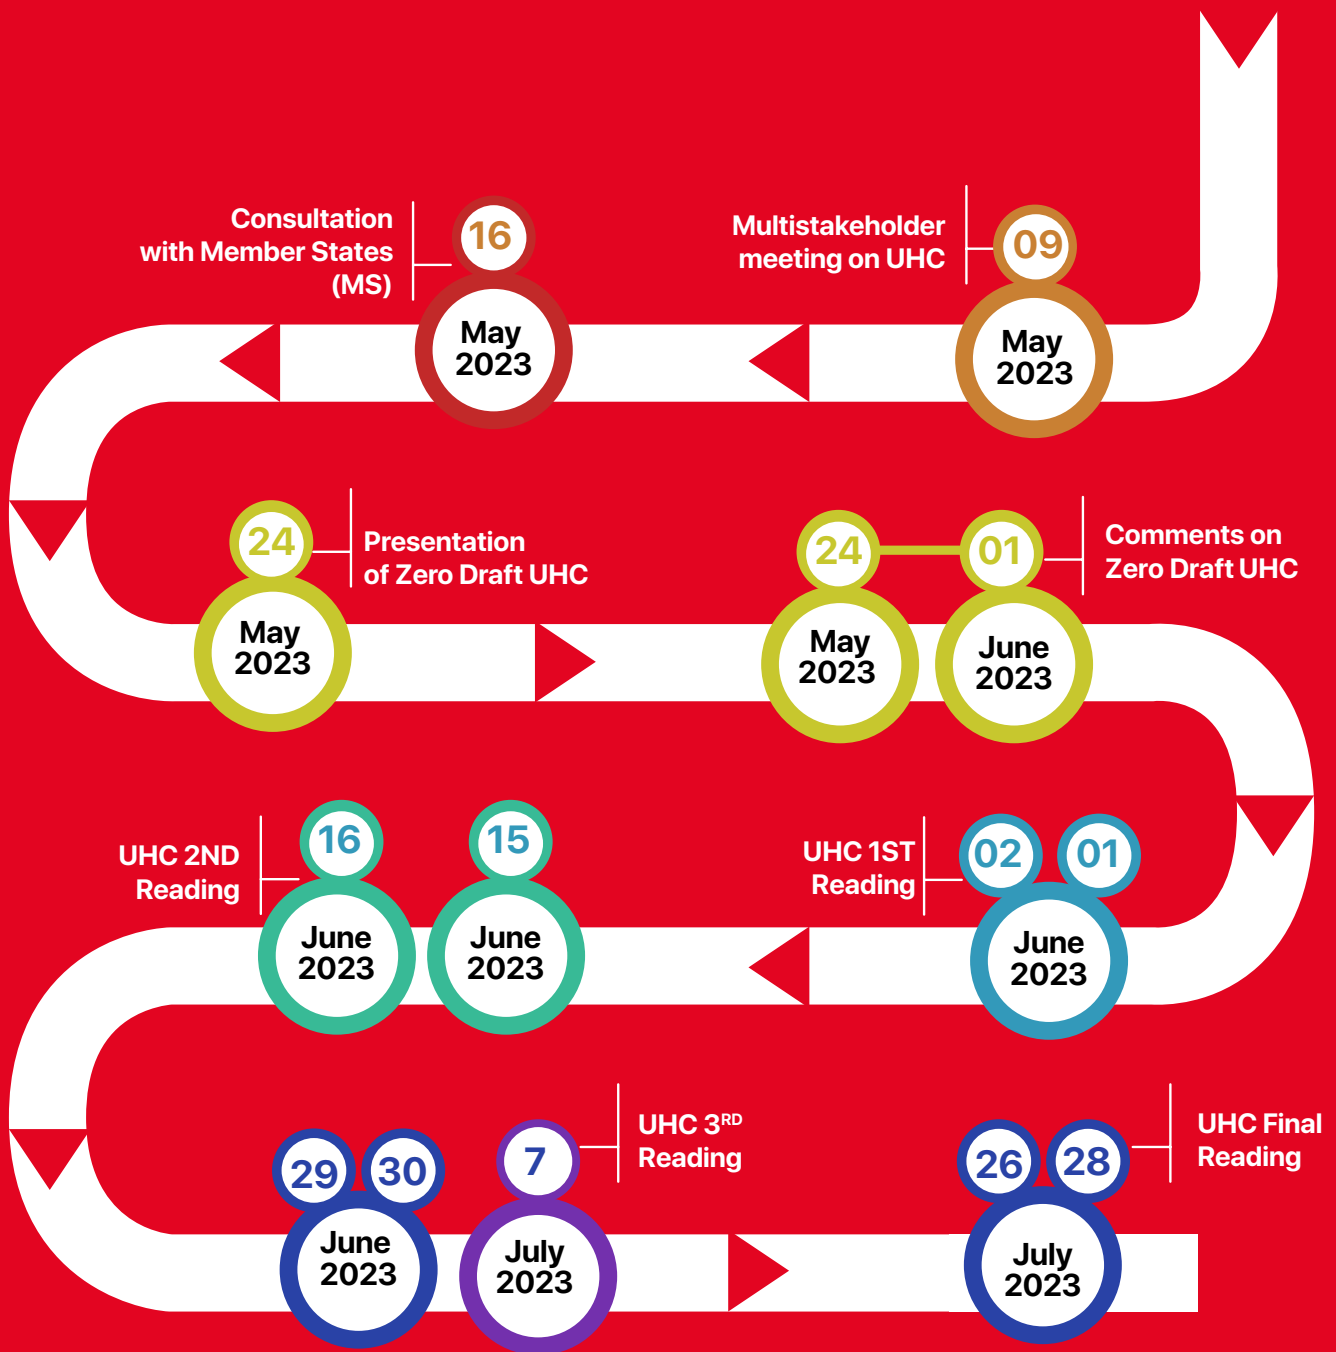 Multistakeholder
meeting on UHC
09
May
2023
Consultation
with Member States
(MS)
16
May
2023
24
May
2023
Presentation
of Zero Draft UHC
24
May
2023
01
June
2023
Comments on
Zero Draft UHC
UHC 1ST
Reading
02
01
June
2023
UHC 2ND
Reading
16
June
2023
15
June
2023
29
30
June
2023
7
July
2023
UHC 3RD
Reading
26
28
July
2023
UHC Final
Reading